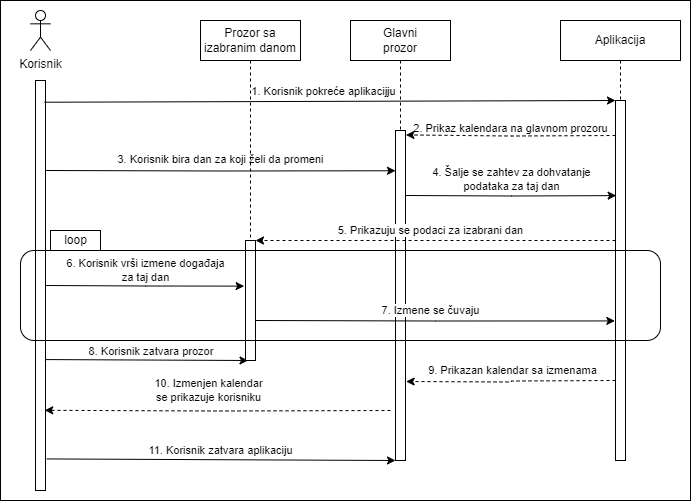 Korisnik
Prozor sa
izabranim danom
Glavni
prozor
Aplikacija
1. Korisnik pokreće aplikacijju
2. Prikaz kalendara na glavnom prozoru
3. Korisnik bira dan za koji želi da promeni
4. Šalje se zahtev za dohvatanje
podataka za taj dan
5. Prikazuju se podaci za izabrani dan
loop
6. Korisnik vrši izmene događaja
za taj dan
7. Izmene se čuvaju
8. Korisnik zatvara prozor
9. Prikazan kalendar sa izmenama
10. Izmenjen kalendar
se prikazuje korisniku
11. Korisnik zatvara aplikaciju